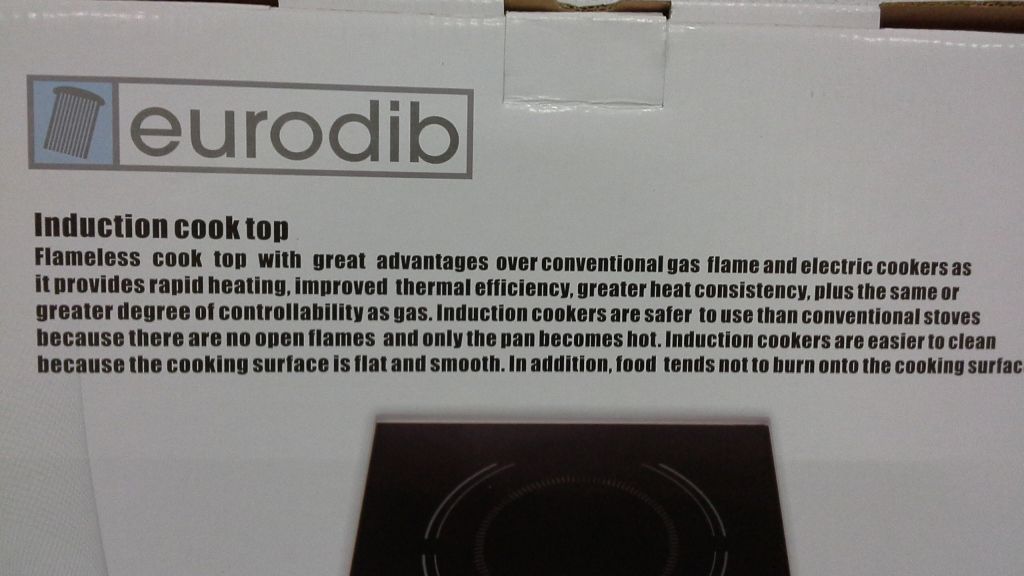 eurodib
Induction cook top
Flameless cook top with great advantages over conventional gas flame and electric cookers as
it provides rapid heating, improved thermal efficiency, greater heat consistency, plus the same or
greater degree of controllability as gas. Induction cookers are safer to use than conventional stoves
because there are no open flames and only the pan becomes hot. Induction cookers are easier to clean
because the cooking surface is flat and smooth. In addition, food tends not to burn onto the cooking surfac